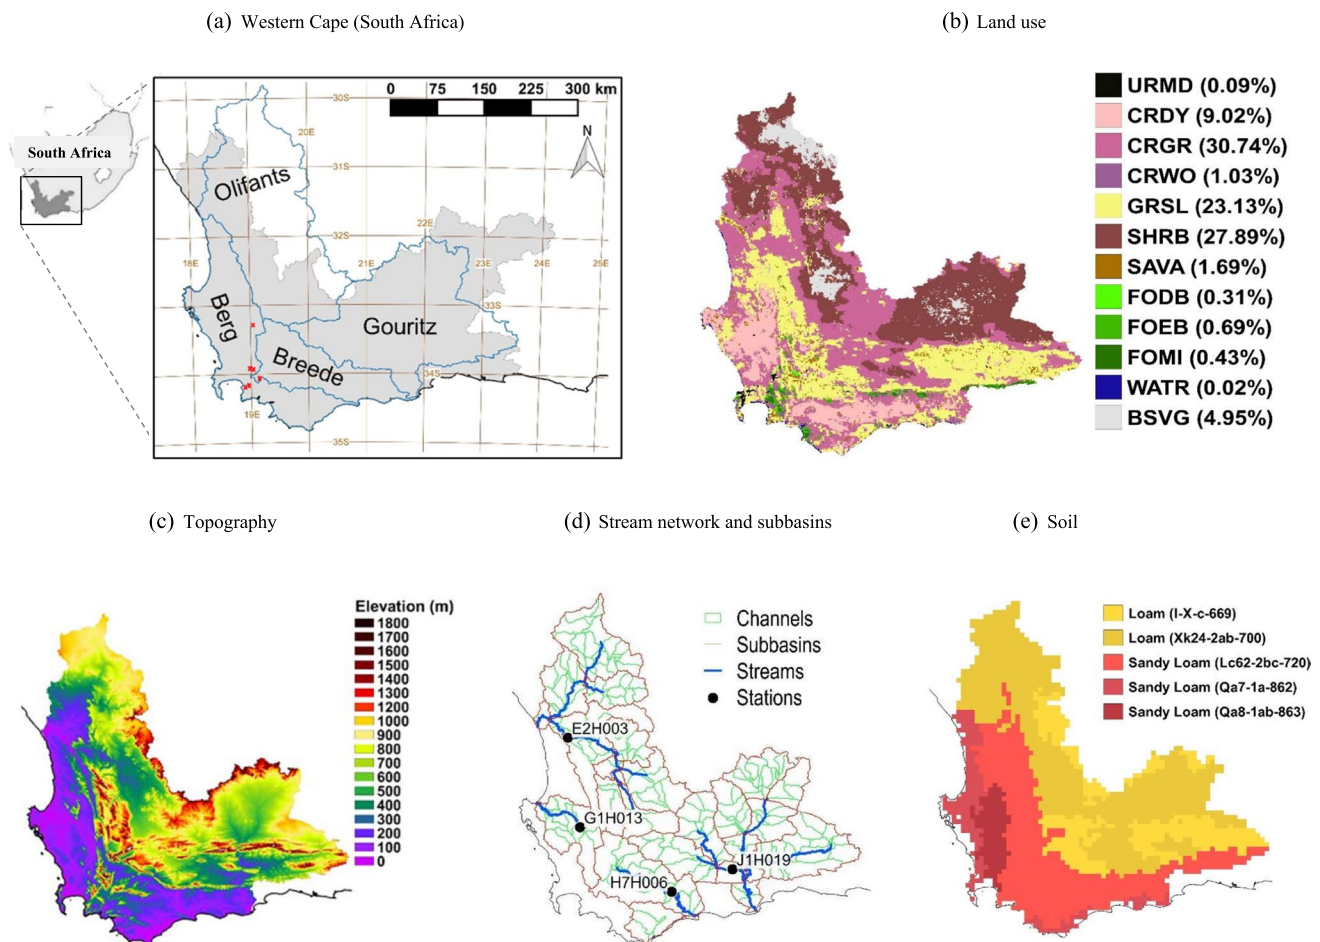 (a) Western Cape (South Africa)
(b) Land use
0 75 150 225 300 km
N
South Africa
30S
20E
31S
Olifants
22E
32S
18E
21E
23E
24E
25E
33S
Berg
Gouritz
Breede
34S
19E
35S
URMD (0.09%)
CRDY (9.02%)
CRGR (30.74%)
CRWO (1.03%)
GRSL (23.13%)
SHRB (27.89%)
SAVA (1.69%)
FODB (0.31%)
FOEB (0.69%)
FOMI (0.43%)
WATR (0.02%)
BSVG (4.95%)
(c) Topography
(d) Stream network and subbasins
(e) Soil
Elevation (m)
1800
1700
1600
1500
1400
1300
1200
1000
900
800
700
600
500
400
300
200
100
0
Channels
Subbasins
Streams
Stations
E2H003
G1H013
J1H019
H7H006
Loam (I-X-c-669)
Loam (Xk24-2ab-700)
Sandy Loam (Lc62-2bc-720)
Sandy Loam (Qa7-1a-862)
Sandy Loam (Qa8-1ab-863)